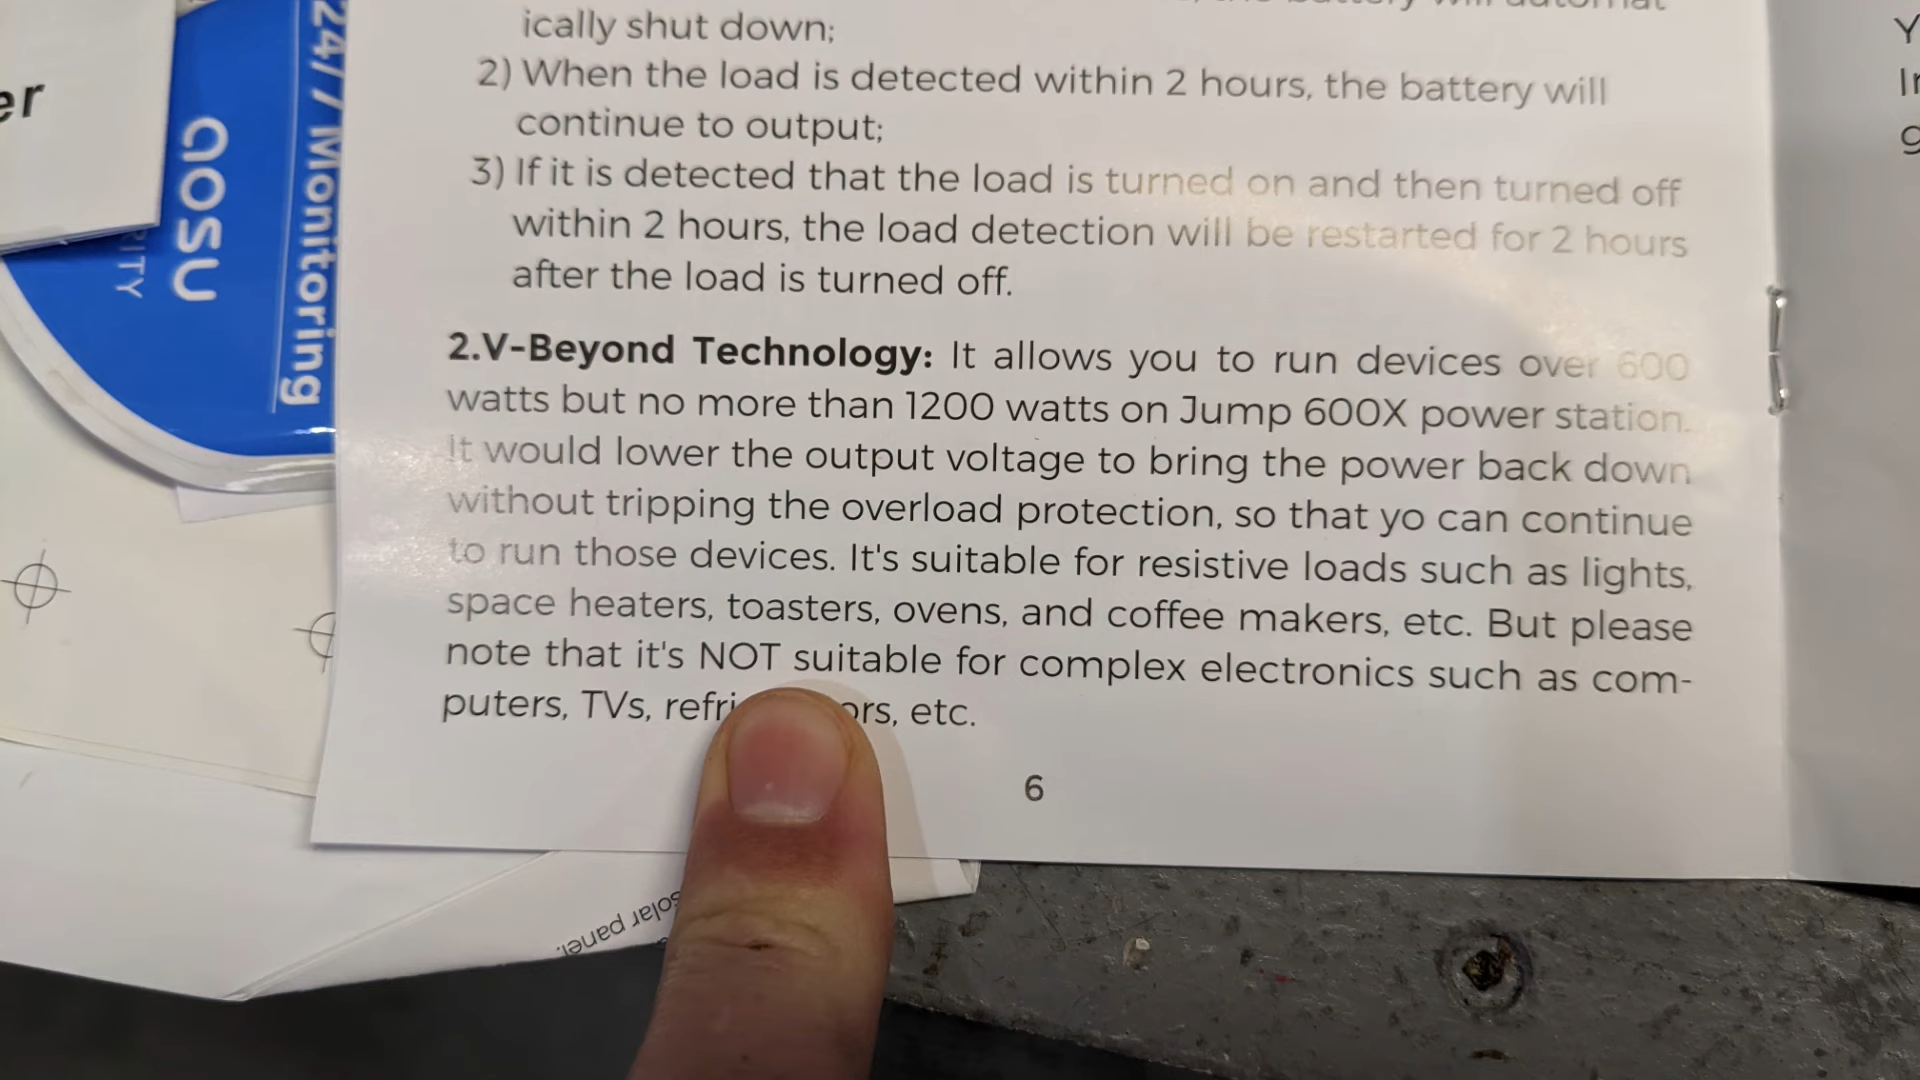 ically shut down;
2) When the load is detected within 2 hours, the battery will
continue to output;
3) If it is detected that the load is turned on and then turned off
within 2 hours, the load detection will be restarted for 2 hours
after the load is turned off.
2.V-Beyond Technology: It allows you to run devices over 600
watts but no more than 1200 watts on Jump 600X power station.
it would lower the output voltage to bring the power back down
without tripping the overload protection, so that yo can continue
to run those devices. It's suitable for resistive loads such as lights,
space heaters, toasters, ovens, and coffee makers, etc. But please
note that it's NOT suitable for complex electronics such as com-
puters, TVs, etc.
6
24/7 Monitoring
aosu
solar panel.